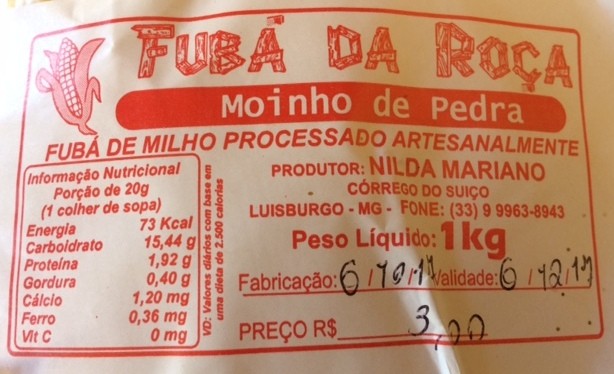 FUBÁ DA ROÇA
Moinho de Pedra
FUBÁ DE MILHO PROCESSADO ARTESANALMENTE
Informação Nutricional
Porção de 20g
(1 colher de sopa)
Energia 73 Kcal
Carboidrato 15,44 g
Proteína 1,92 g
Gordura 0,40 g
Cálcio 1,20 mg
Ferro 0,36 mg
Vit C 0 mg
VD: Valores diários com base em
uma dieta de 2.500 calorias
PRODUTOR: NILDA MARIANO
CÓRREGO DO SUIÇO
LUISBURGO - MG - FONE: (33) 9 9963-8943
Peso Líquido: 1kg
Fabricação: 6/10/17 Validade: 6/12/17
PREÇO R$ 3,00